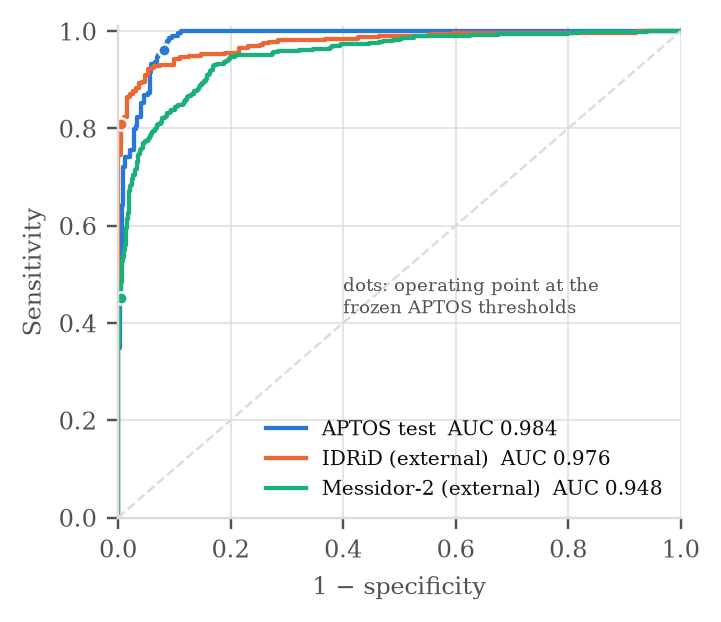 1.0
0.8
0.6
0.4
0.2
0.0
Sensitivity
dots: operating point at the
frozen APTOS thresholds
APTOS test AUC 0.984
IDRiD (external) AUC 0.976
Messidor-2 (external) AUC 0.948
0.0 0.2 0.4 0.6 0.8 1.0
1 − specificity